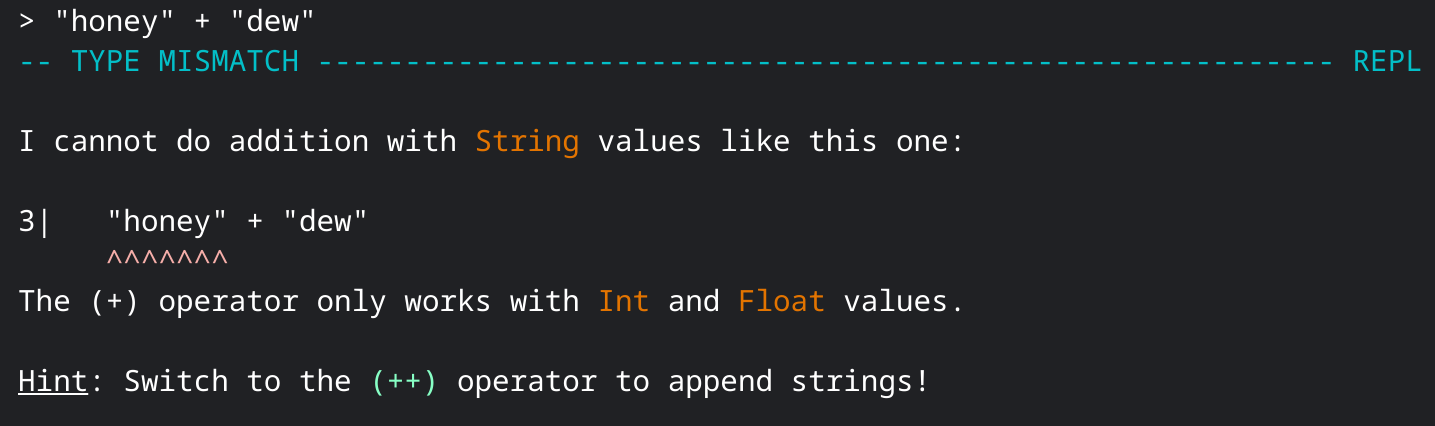 > "honey" + "dew"
-- TYPE MISMATCH ---------------------------------------------------------- REPL
I cannot do addition with String values like this one:
3|   "honey" + "dew"
     ^^^^^^^
The (+) operator only works with Int and Float values.
Hint: Switch to the (++) operator to append strings!